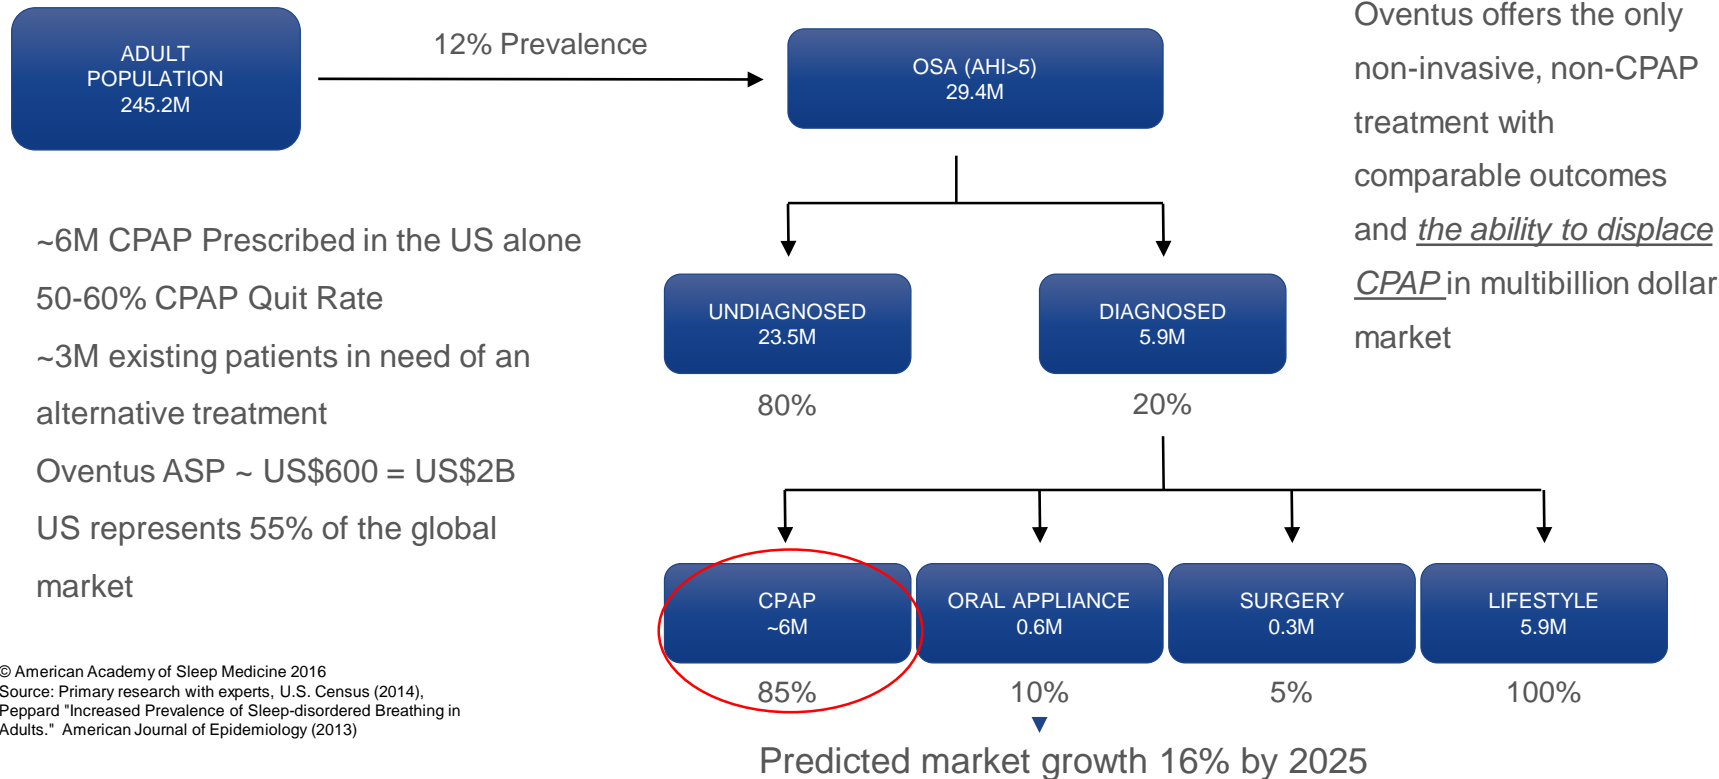 ADULT
POPULATION
245.2M
12% Prevalence
OSA (AHI>5)
29.4M
Oventus offers the only
non-invasive, non-CPAP
treatment with
comparable outcomes
and the ability to displace
CPAP in multibillion dollar
market
~6M CPAP Prescribed in the US alone
50-60% CPAP Quit Rate
~3M existing patients in need of an
alternative treatment
Oventus ASP ~ US$600 = US$2B
US represents 55% of the global
market
UNDIAGNOSED
23.5M
80%
DIAGNOSED
5.9M
20%
CPAP
~6M
85%
ORAL APPLIANCE
0.6M
10%
SURGERY
0.3M
5%
LIFESTYLE
5.9M
100%
Predicted market growth 16% by 2025
© American Academy of Sleep Medicine 2016
Source: Primary research with experts, U.S. Census (2014),
Peppard "Increased Prevalence of Sleep-disordered Breathing in
Adults." American Journal of Epidemiology (2013)